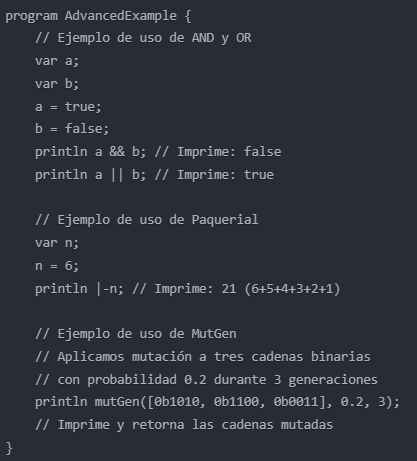 program AdvancedExample {
    // Ejemplo de uso de AND y OR
    var a;
    var b;
    a = true;
    b = false;
    println a && b; // Imprime: false
    println a || b; // Imprime: true

    // Ejemplo de uso de Paquerial
    var n;
    n = 6;
    println |-n; // Imprime: 21 (6+5+4+3+2+1)

    // Ejemplo de uso de MutGen
    // Aplicamos mutación a tres cadenas binarias
    // con probabilidad 0.2 durante 3 generaciones
    println mutGen([0b1010, 0b1100, 0b0011], 0.2, 3);
    // Imprime y retorna las cadenas mutadas
}